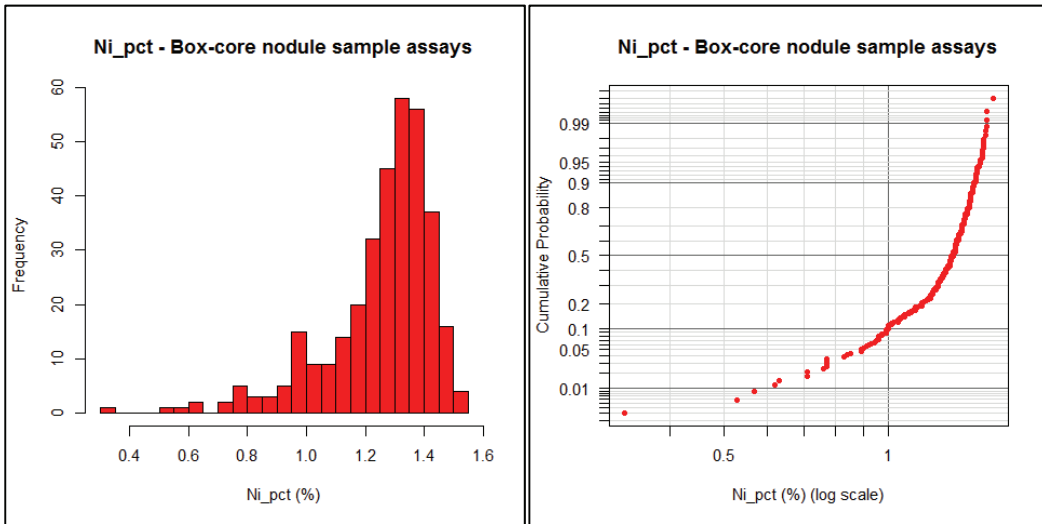 Ni_pct - Box-core nodule sample assays
60
50
40
30
20
10
0
Frequency
0.4 0.6 0.8 1.0 1.2 1.4 1.6
Ni_pct (%)
Ni_pct - Box-core nodule sample assays
0.99
0.95
0.9
0.8
0.5
0.2
0.1
0.05
0.01
Cumulative Probability
0.5 1
Ni_pct (%) (log scale)